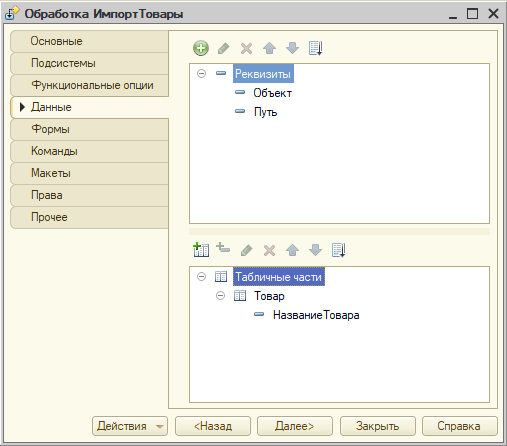 Обработка ИмпортТовары
Основные
Подсистемы
Функциональные опции
Данные
Формы
Команды
Макеты
Права
Прочее
Реквизиты
Объект
Путь
Табличные части
Товар
НазваниеТовара
Действия
<Назад
Далее>
Закрыть
Справка